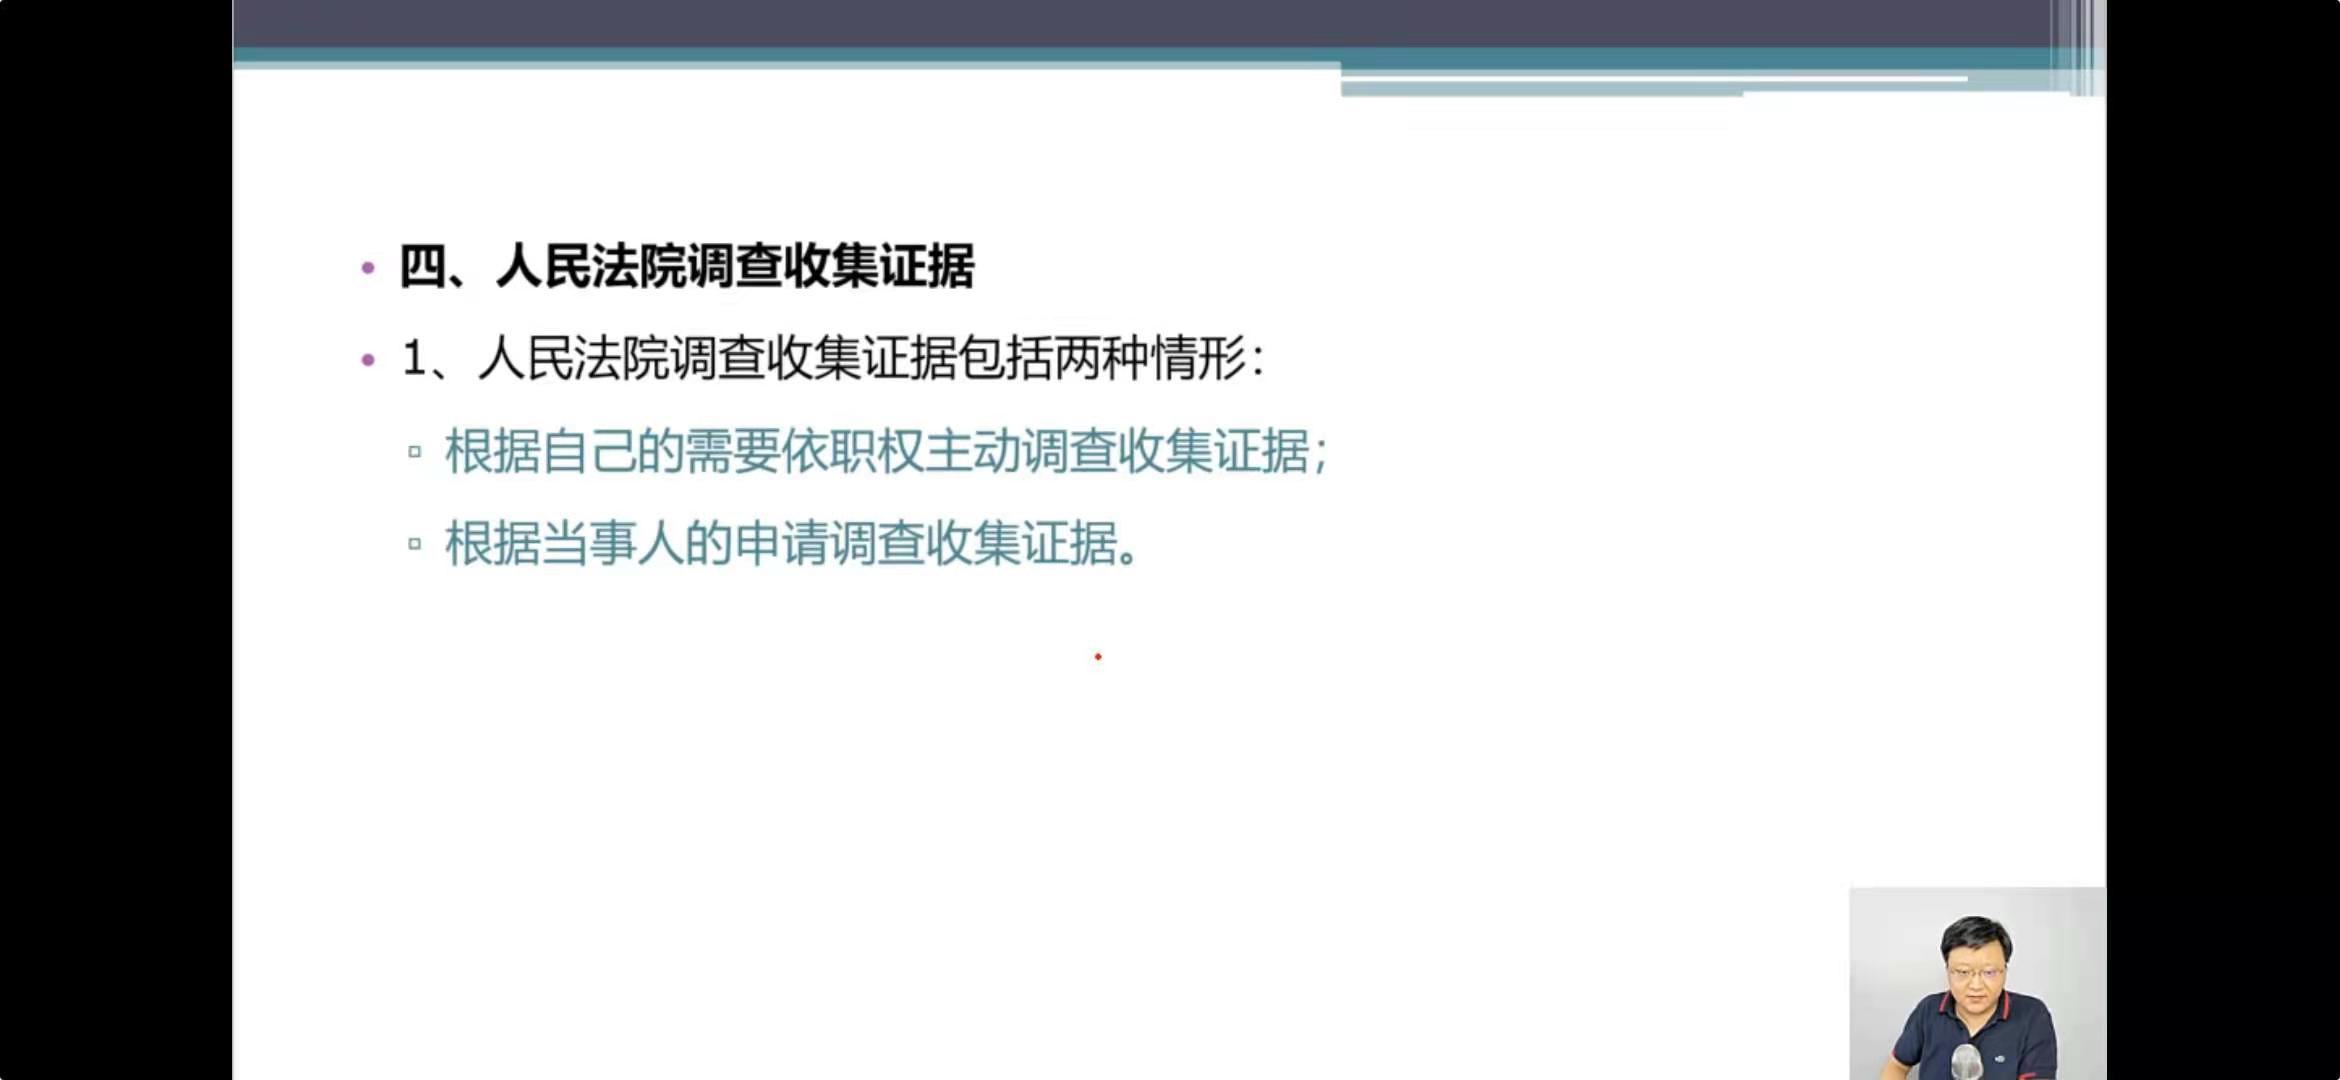 • 四、人民法院调查收集证据
• 1、人民法院调查收集证据包括两种情形：
▫ 根据自己的需要依职权主动调查收集证据；
▫ 根据当事人的申请调查收集证据。